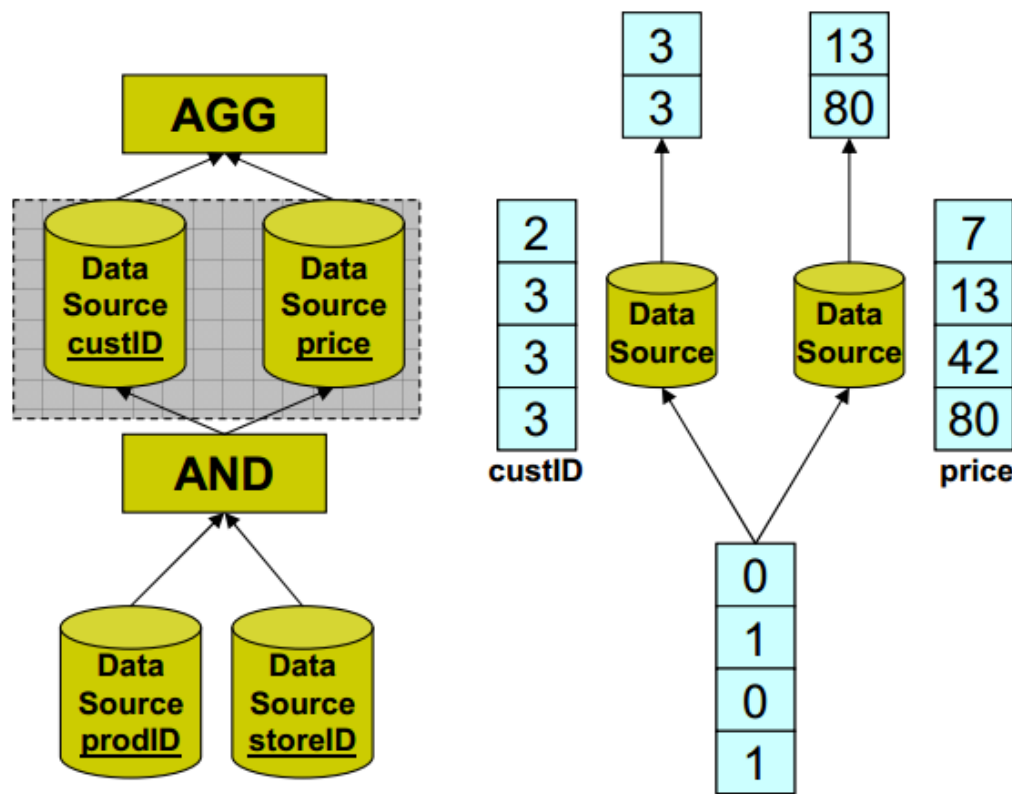 AGG
Data
Source
custID
Data
Source
price
AND
Data
Source
prodID
Data
Source
storeID
3
3
13
80
2
3
3
3
custID
Data
Source
Data
Source
7
13
42
80
price
0
1
0
1